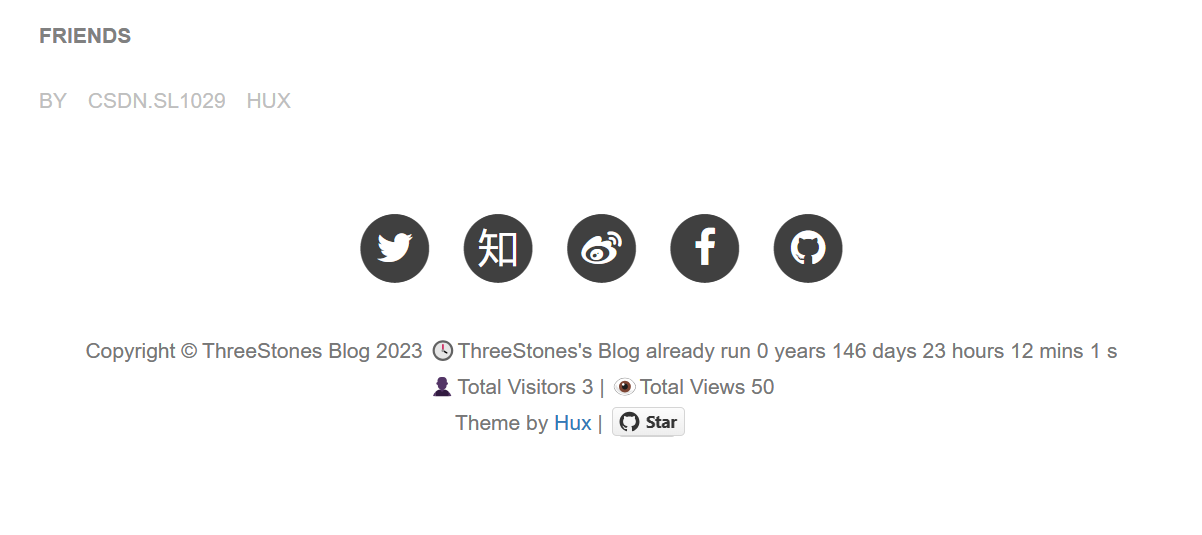 FRIENDS
BY CSDN.SL1029 HUX
知
Copyright © ThreeStones Blog 2023 ThreeStones's Blog already run 0 years 146 days 23 hours 12 mins 1 s
Total Visitors 3 | Total Views 50
Theme by Hux | Star